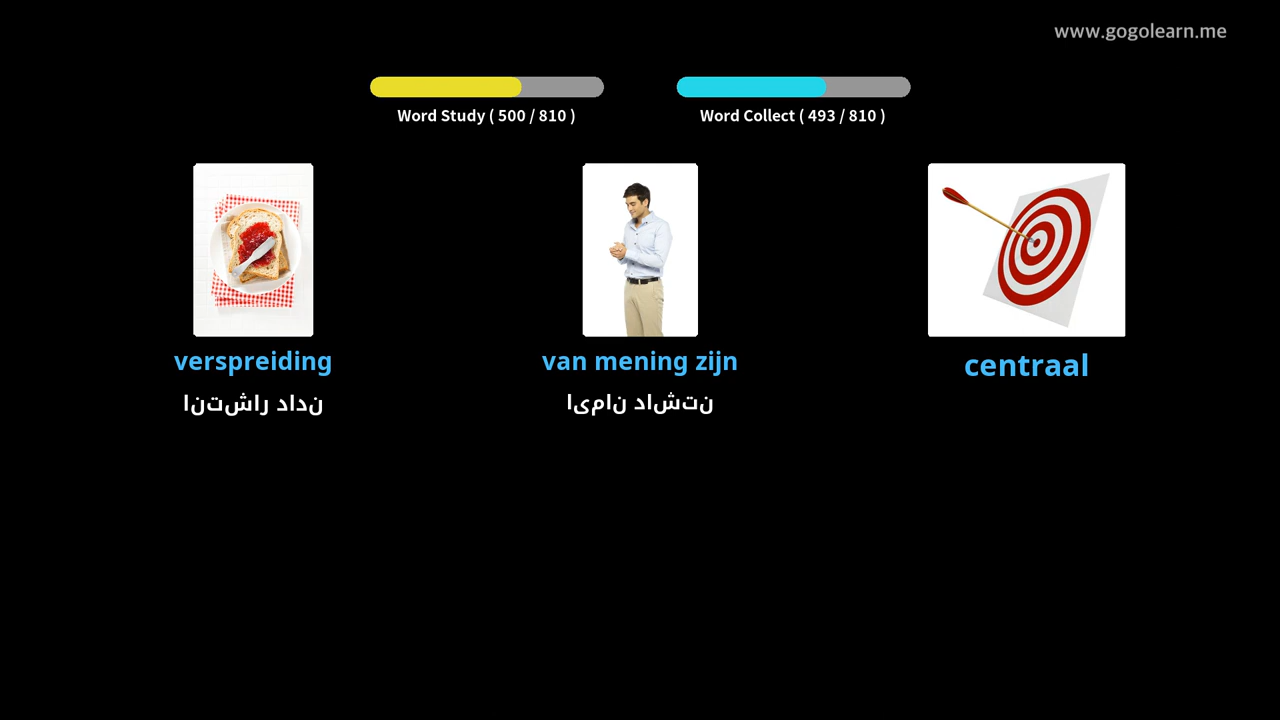 www.gogolearn.me
Word Study ( 500 / 810 )
Word Collect ( 493 / 810 )
verspreiding
انتشار دادن
van mening zijn
ایمان داشتن
centraal